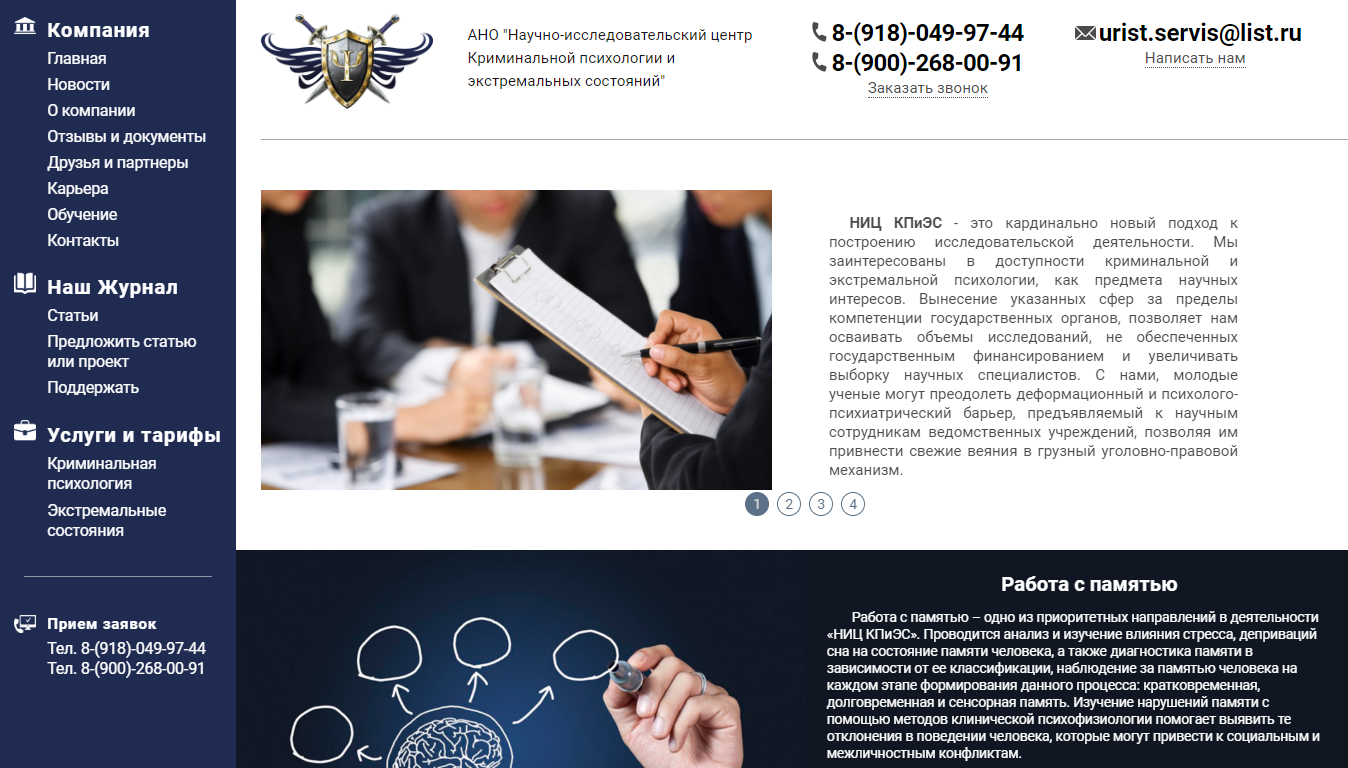 Компания
Главная
Новости
О компании
Отзывы и документы
Друзья и партнеры
Карьера
Обучение
Контакты
Наш Журнал
Статьи
Предложить статью
или проект
Поддержать
Услуги и тарифы
Криминальная
психология
Экстремальные
состояния
Прием заявок
Тел. 8-(918)-049-97-44
Тел. 8-(900)-268-00-91
АНО "Научно-исследовательский центр
Криминальной психологии и
экстремальных состояний"
8-(918)-049-97-44
8-(900)-268-00-91
Заказать звонок
urist.servis@list.ru
Написать нам
НИЦ КПиЭС - это кардинально новый подход к
построению исследовательской деятельности. Мы
заинтересованы в доступности криминальной и
экстремальной психологии, как предмета научных
интересов. Вынесение указанных сфер за пределы
компетенции государственных органов, позволяет нам
осваивать объемы исследований, не обеспеченных
государственным финансированием и увеличивать
выборку научных специалистов. С нами, молодые
ученые могут преодолеть деформационный и психолого-
психиатрический барьер, предъявляемый к научным
сотрудникам ведомственных учреждений, позволяя им
привнести свежие веяния в грузный уголовно-правовой
механизм.
1 2 3 4
Работа с памятью
Работа с памятью – одно из приоритетных направлений в деятельности
«НИЦ КПиЭС». Проводится анализ и изучение влияния стресса, деприваций
сна на состояние памяти человека, а также диагностика памяти в
зависимости от ее классификации, наблюдение за памятью человека на
каждом этапе формирования данного процесса: кратковременная,
долговременная и сенсорная память. Изучение нарушений памяти с
помощью методов клинической психофизиологии помогает выявить те
отклонения в поведении человека, которые могут привести к социальным и
межличностным конфликтам.